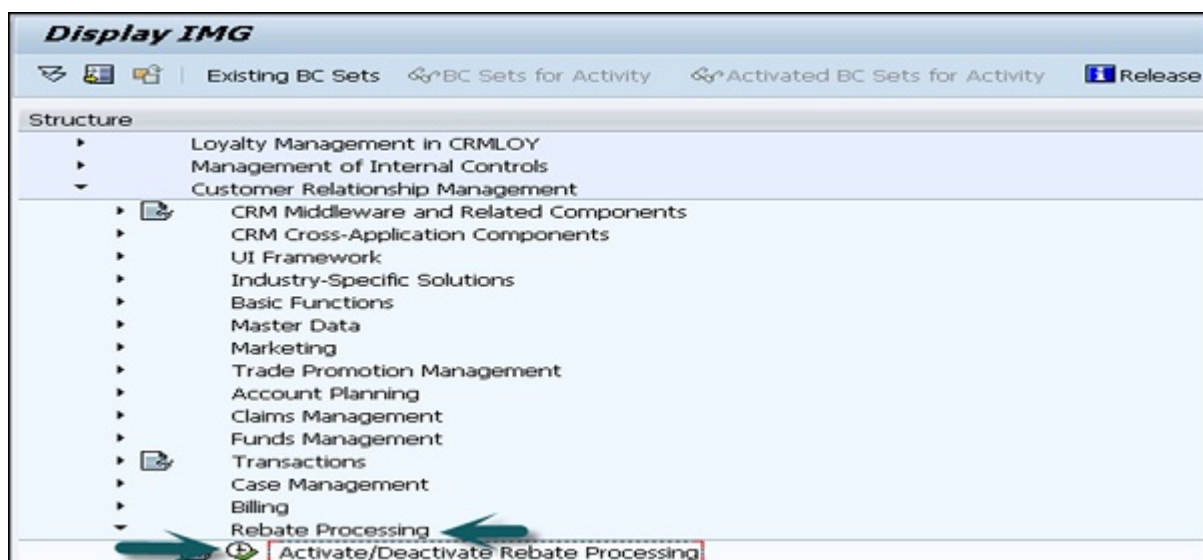 Display IMG
Existing BC Sets BC Sets for Activity Activated BC Sets for Activity Release
Structure
Loyalty Management in CRMLOY
Management of Internal Controls
Customer Relationship Management
CRM Middleware and Related Components
CRM Cross-Application Components
UI Framework
Industry-Specific Solutions
Basic Functions
Master Data
Marketing
Trade Promotion Management
Account Planning
Claims Management
Funds Management
Transactions
Case Management
Billing
Rebate Processing
Activate/Deactivate Rebate Processing